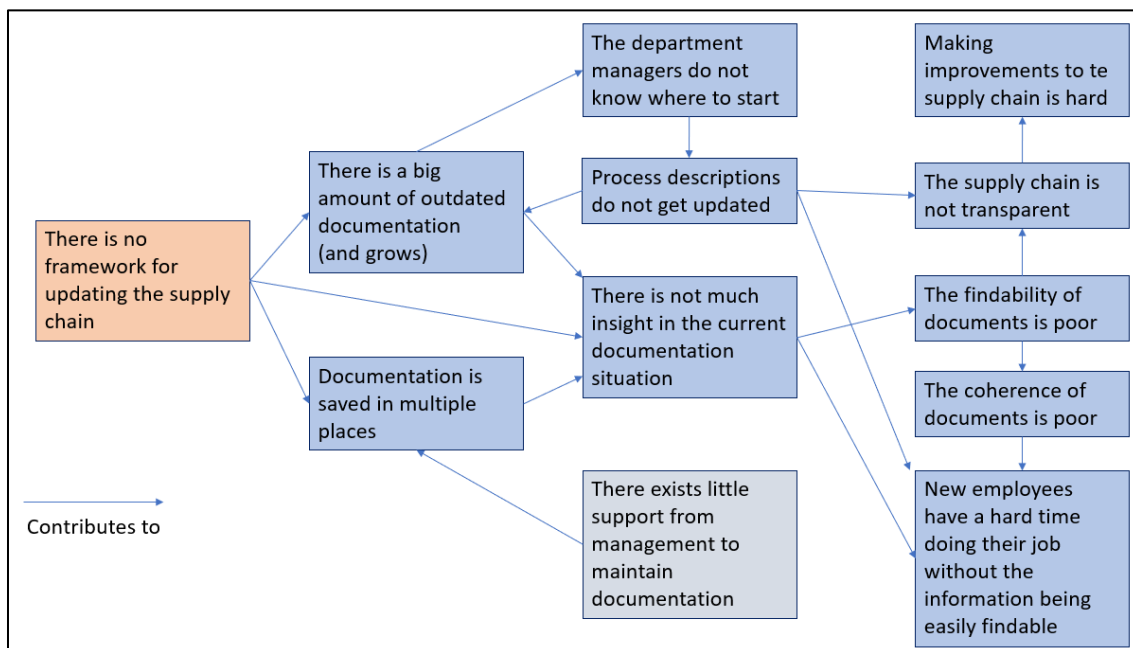 The department
managers do not
know where to start
Making
improvements to te
supply chain is hard
There is a big
amount of outdated
documentation
(and grows)
Process descriptions
do not get updated
The supply chain is
not transparent
There is no
framework for
updating the supply
chain
There is not much
insight in the current
documentation
situation
The findability of
documents is poor
Documentation is
saved in multiple
places
The coherence of
documents is poor
There exists little
support from
management to
maintain
documentation
New employees
have a hard time
doing their job
without the
information being
easily findable
Contributes to